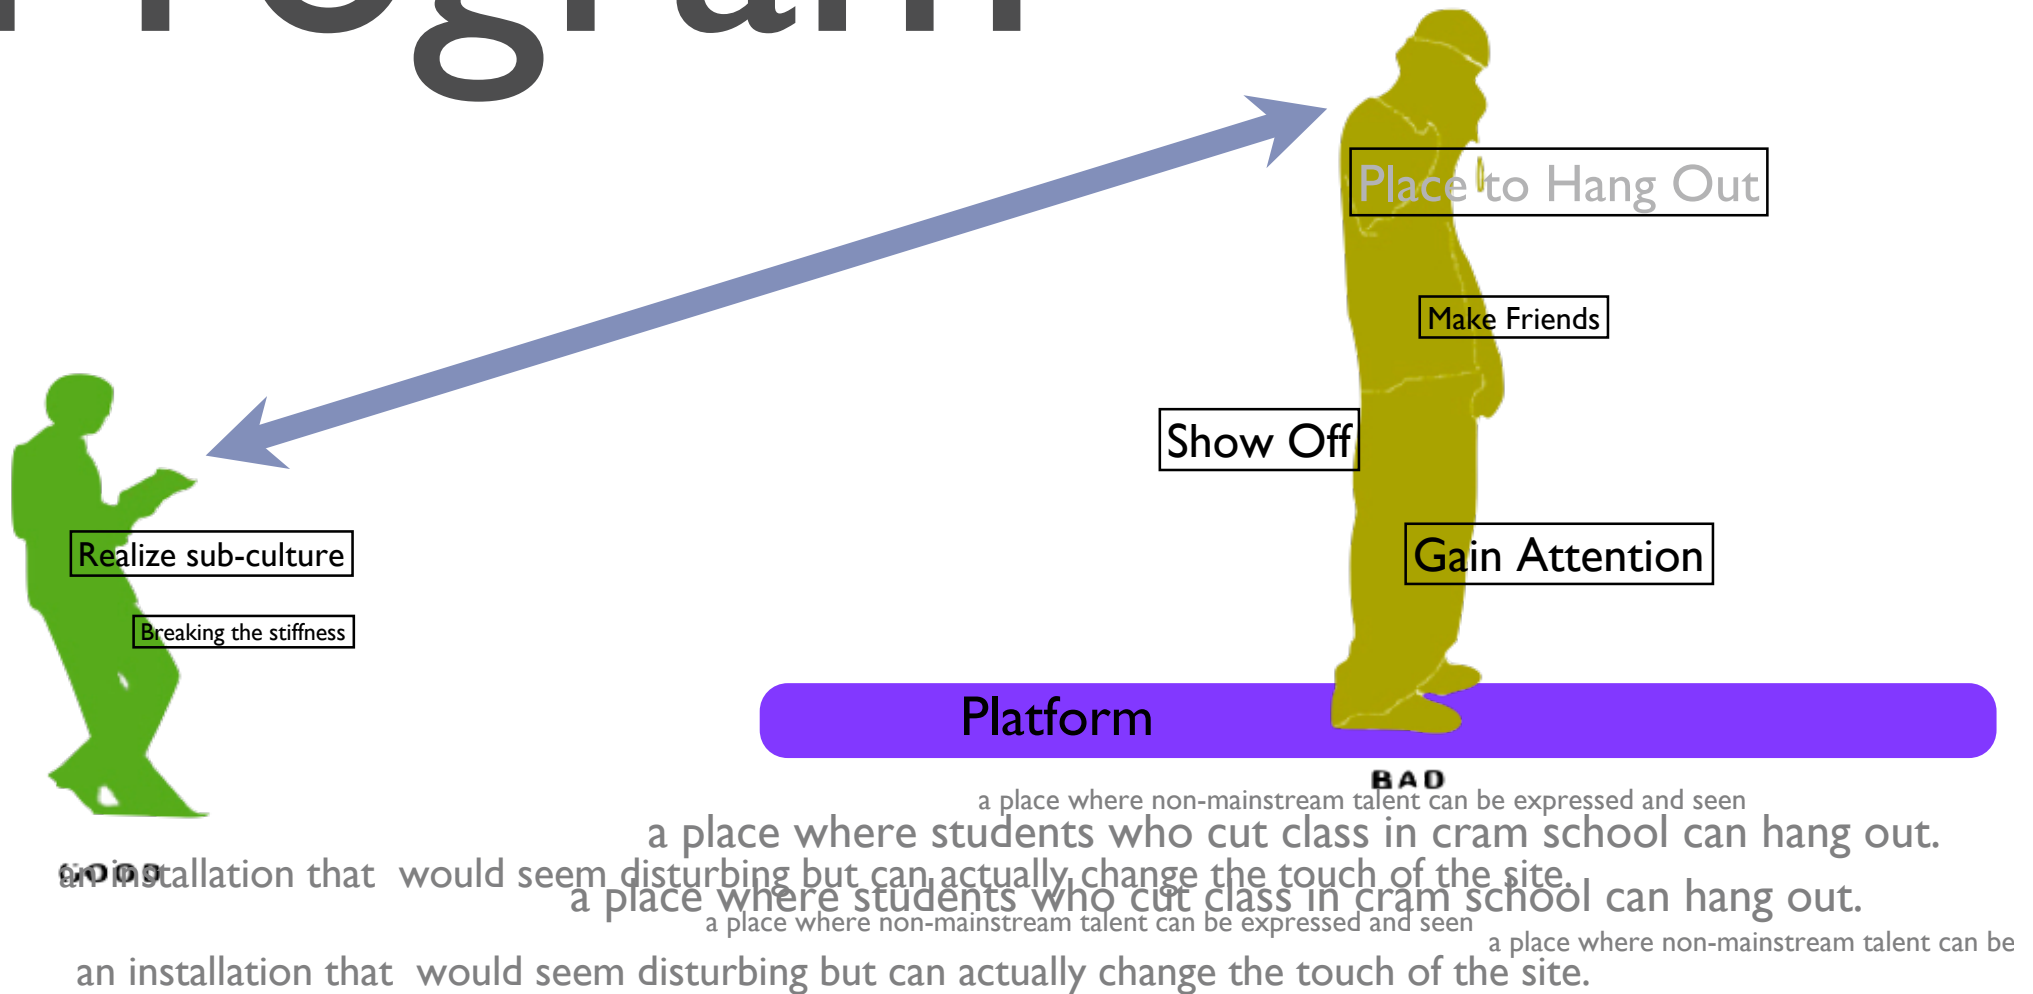 Program
Place to Hang Out
Make Friends
Show Off
Gain Attention
Realize sub-culture
Breaking the stiffness
Platform
BAD
a place where non-mainstream talent can be expressed and seen
a place where students who cut class in cram school can hang out.
GOOD
an installation that would seem disturbing but can actually change the touch of the site.
a place where students who cut class in cram school can hang out.
a place where non-mainstream talent can be expressed and seen
a place where non-mainstream talent can be
an installation that would seem disturbing but can actually change the touch of the site.